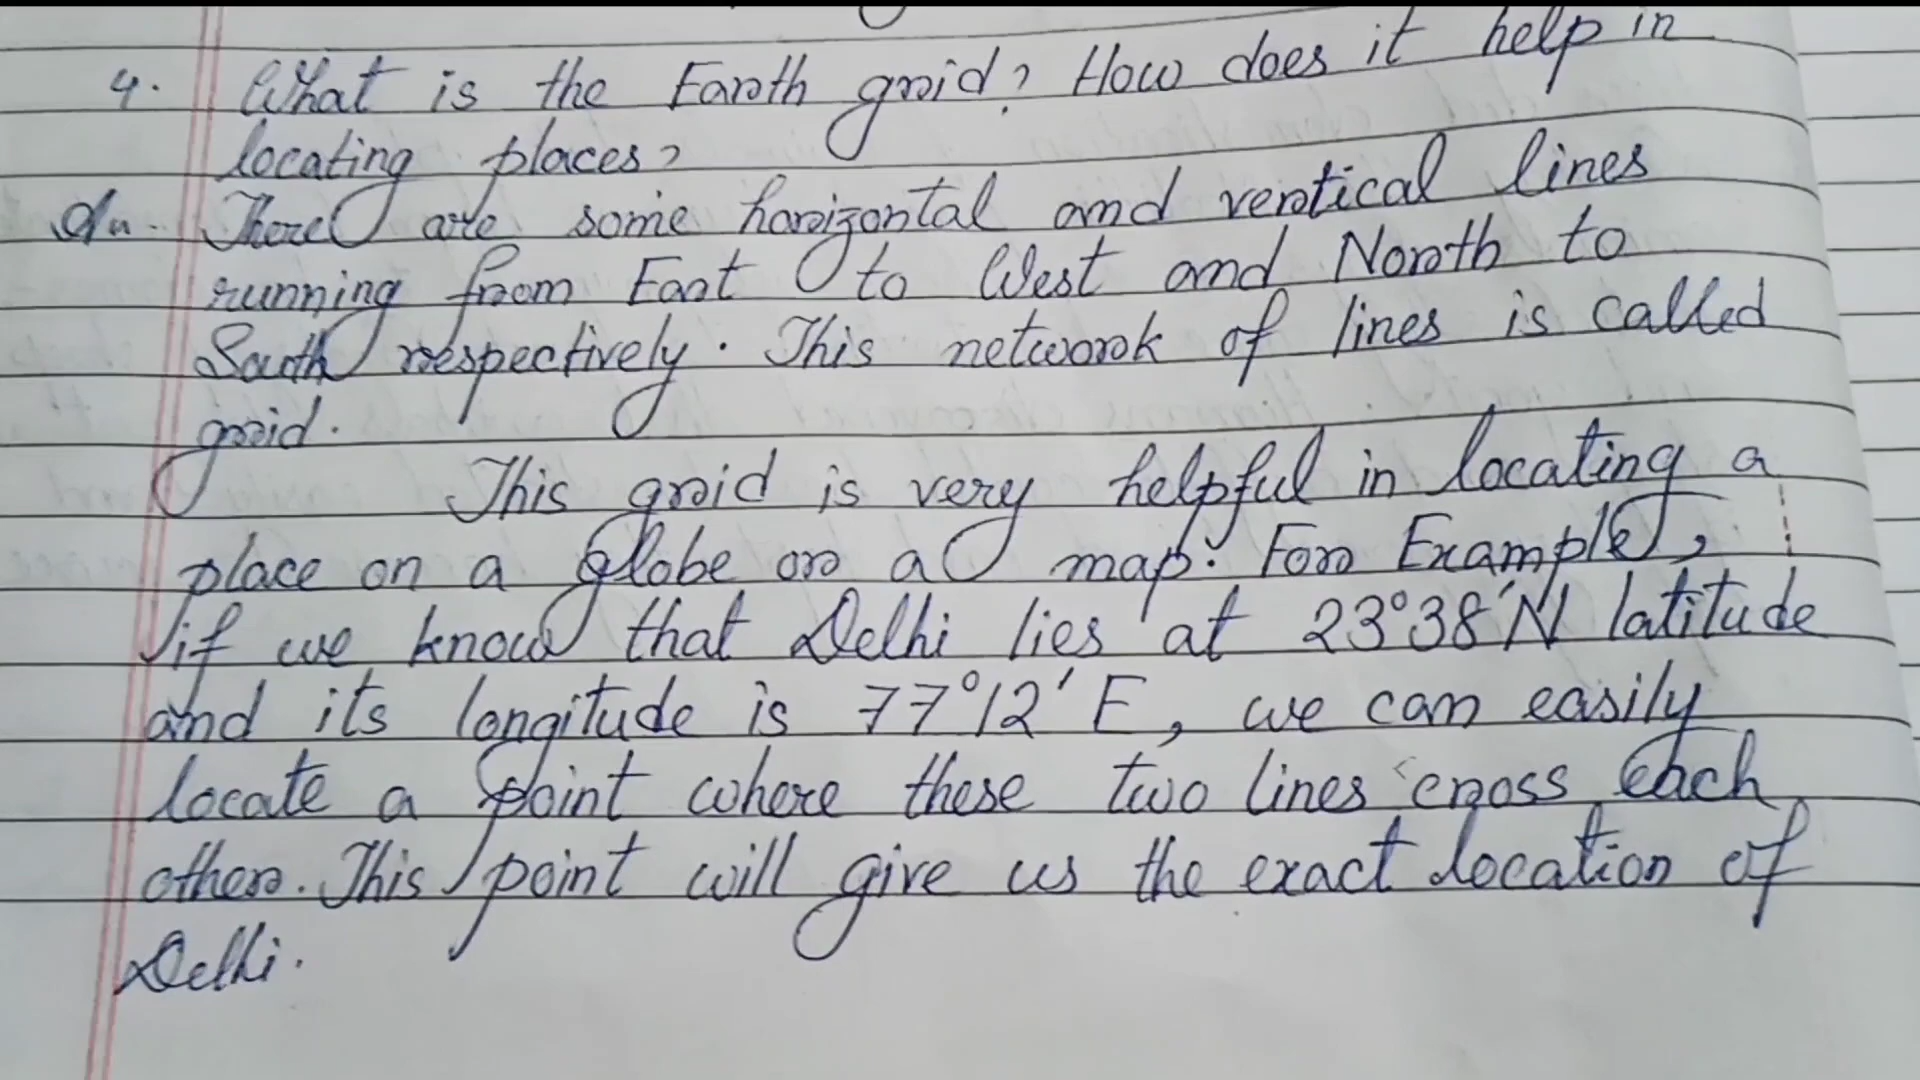 4. What is the Earth grid? How does it help in
locating places?
An. There are some horizontal and vertical lines
running from East to West and North to
South respectively. This network of lines is called
grid.
This grid is very helpful in locating a
place on a globe or a map. For Example,
if we know that Delhi lies at 23°38'N latitude
and its longitude is 77°12'E, we can easily
locate a point where these two lines cross each
other. This point will give us the exact location of
Delhi.